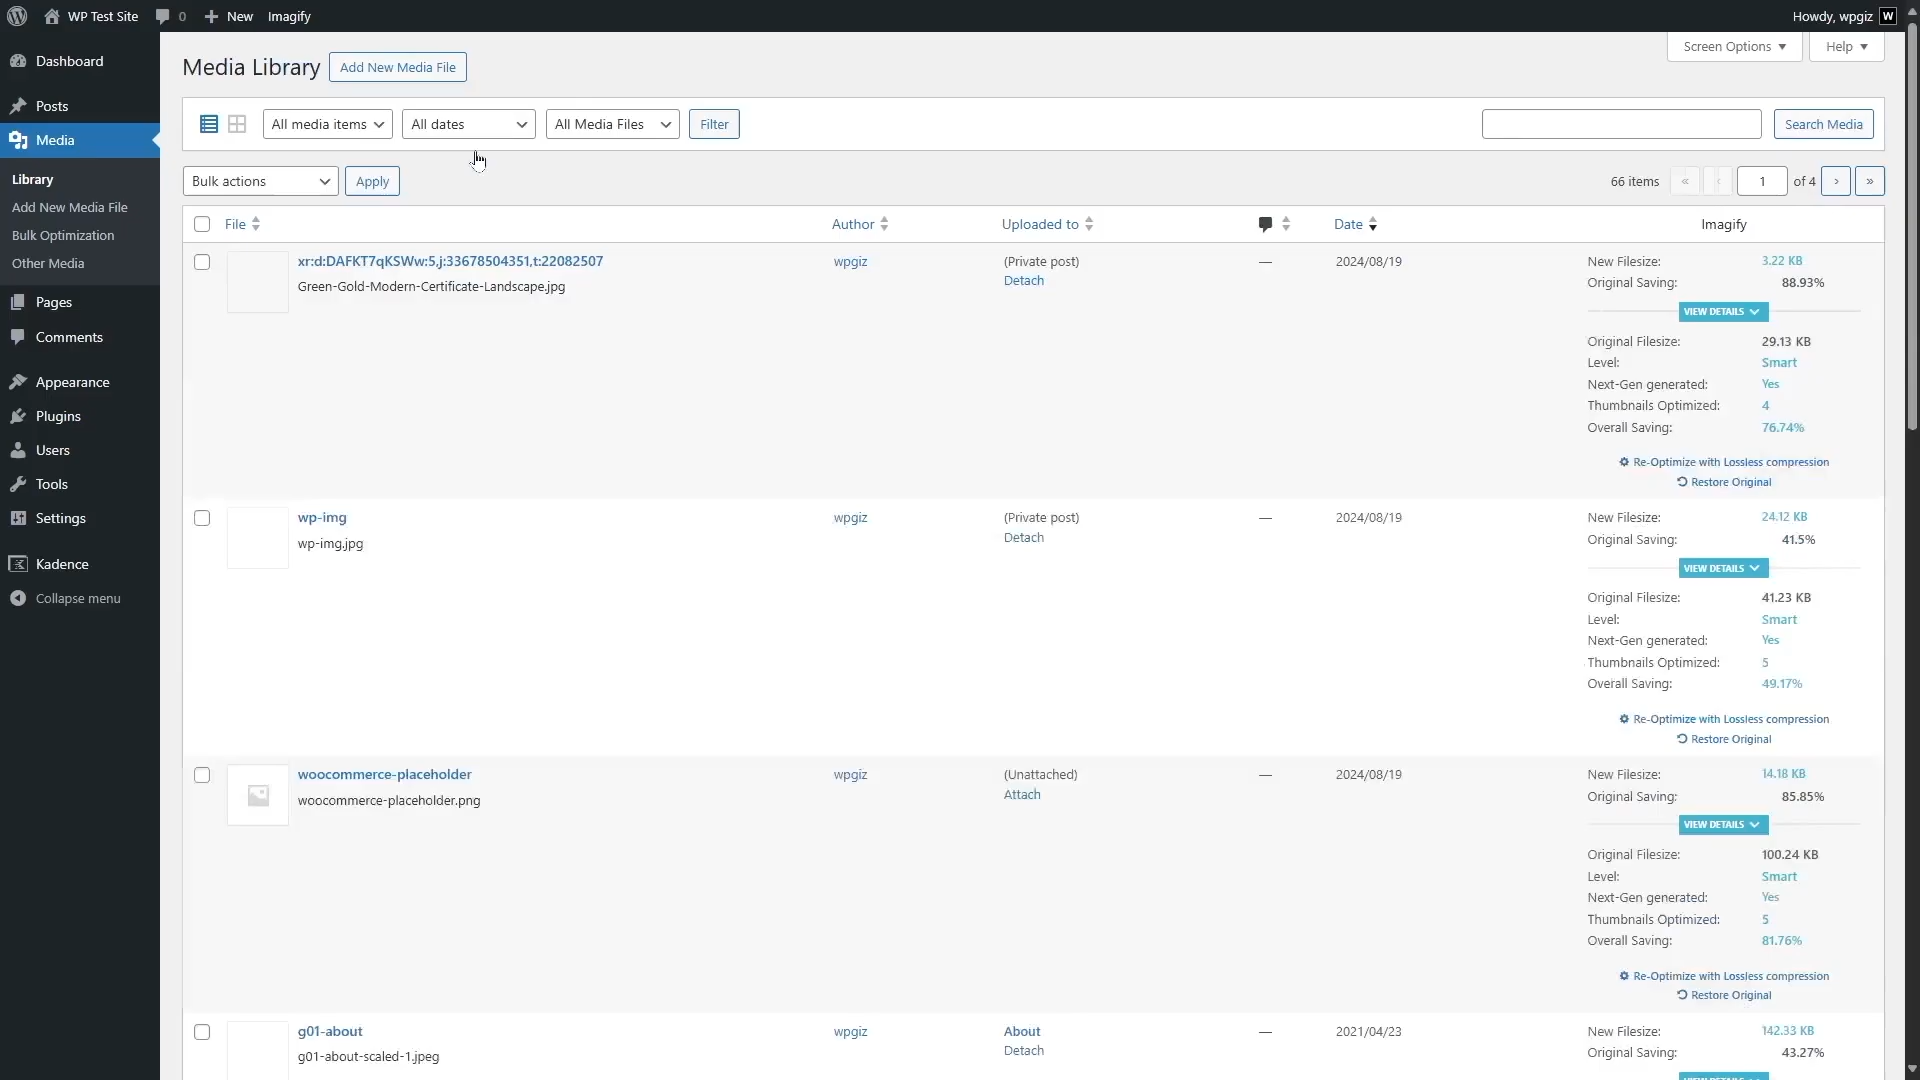 WP Test Site 0 New Imagify Howdy, wpgiz W
Screen Options Help
Dashboard
Posts
Media
Library
Add New Media File
Bulk Optimization
Other Media
Pages
Comments
Appearance
Plugins
Users
Tools
Settings
Kadence
Collapse menu
Media Library Add New Media File
All media items All dates All Media Files Filter Search Media
Bulk actions Apply 66 items « ‹ 1 of 4 › »
File Author Uploaded to Date Imagify
xr:d:DAFKT7qKSWw:5,j:33678504351,t:22082507 wpgiz (Private post) — 2024/08/19 New Filesize: 3.22 KB
Green-Gold-Modern-Certificate-Landscape.jpg Detach Original Saving: 88.93%
VIEW DETAILS
Original Filesize: 29.13 KB
Level: Smart
Next-Gen generated: Yes
Thumbnails Optimized: 4
Overall Saving: 76.74%
Re-Optimize with Lossless compression
Restore Original
wp-img wpgiz (Private post) — 2024/08/19 New Filesize: 24.12 KB
wp-img.jpg Detach Original Saving: 41.5%
VIEW DETAILS
Original Filesize: 41.23 KB
Level: Smart
Next-Gen generated: Yes
Thumbnails Optimized: 5
Overall Saving: 49.17%
Re-Optimize with Lossless compression
Restore Original
woocommerce-placeholder wpgiz (Unattached) — 2024/08/19 New Filesize: 14.18 KB
woocommerce-placeholder.png Attach Original Saving: 85.85%
VIEW DETAILS
Original Filesize: 100.24 KB
Level: Smart
Next-Gen generated: Yes
Thumbnails Optimized: 5
Overall Saving: 81.76%
Re-Optimize with Lossless compression
Restore Original
g01-about wpgiz About — 2021/04/23 New Filesize: 142.33 KB
g01-about-scaled-1.jpeg Detach Original Saving: 43.27%